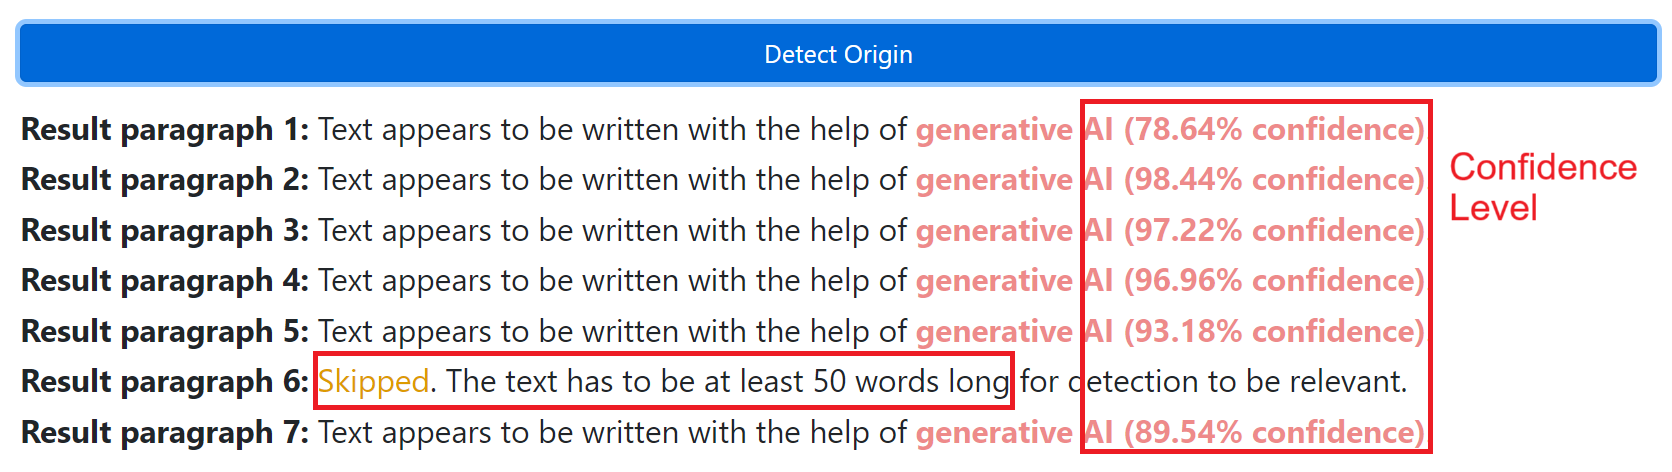 Detect Origin
Result paragraph 1: Text appears to be written with the help of generative AI (78.64% confidence)
Result paragraph 2: Text appears to be written with the help of generative AI (98.44% confidence)
Result paragraph 3: Text appears to be written with the help of generative AI (97.22% confidence)
Result paragraph 4: Text appears to be written with the help of generative AI (96.96% confidence)
Result paragraph 5: Text appears to be written with the help of generative AI (93.18% confidence)
Result paragraph 6: Skipped. The text has to be at least 50 words long for detection to be relevant.
Result paragraph 7: Text appears to be written with the help of generative AI (89.54% confidence)
Confidence
Level